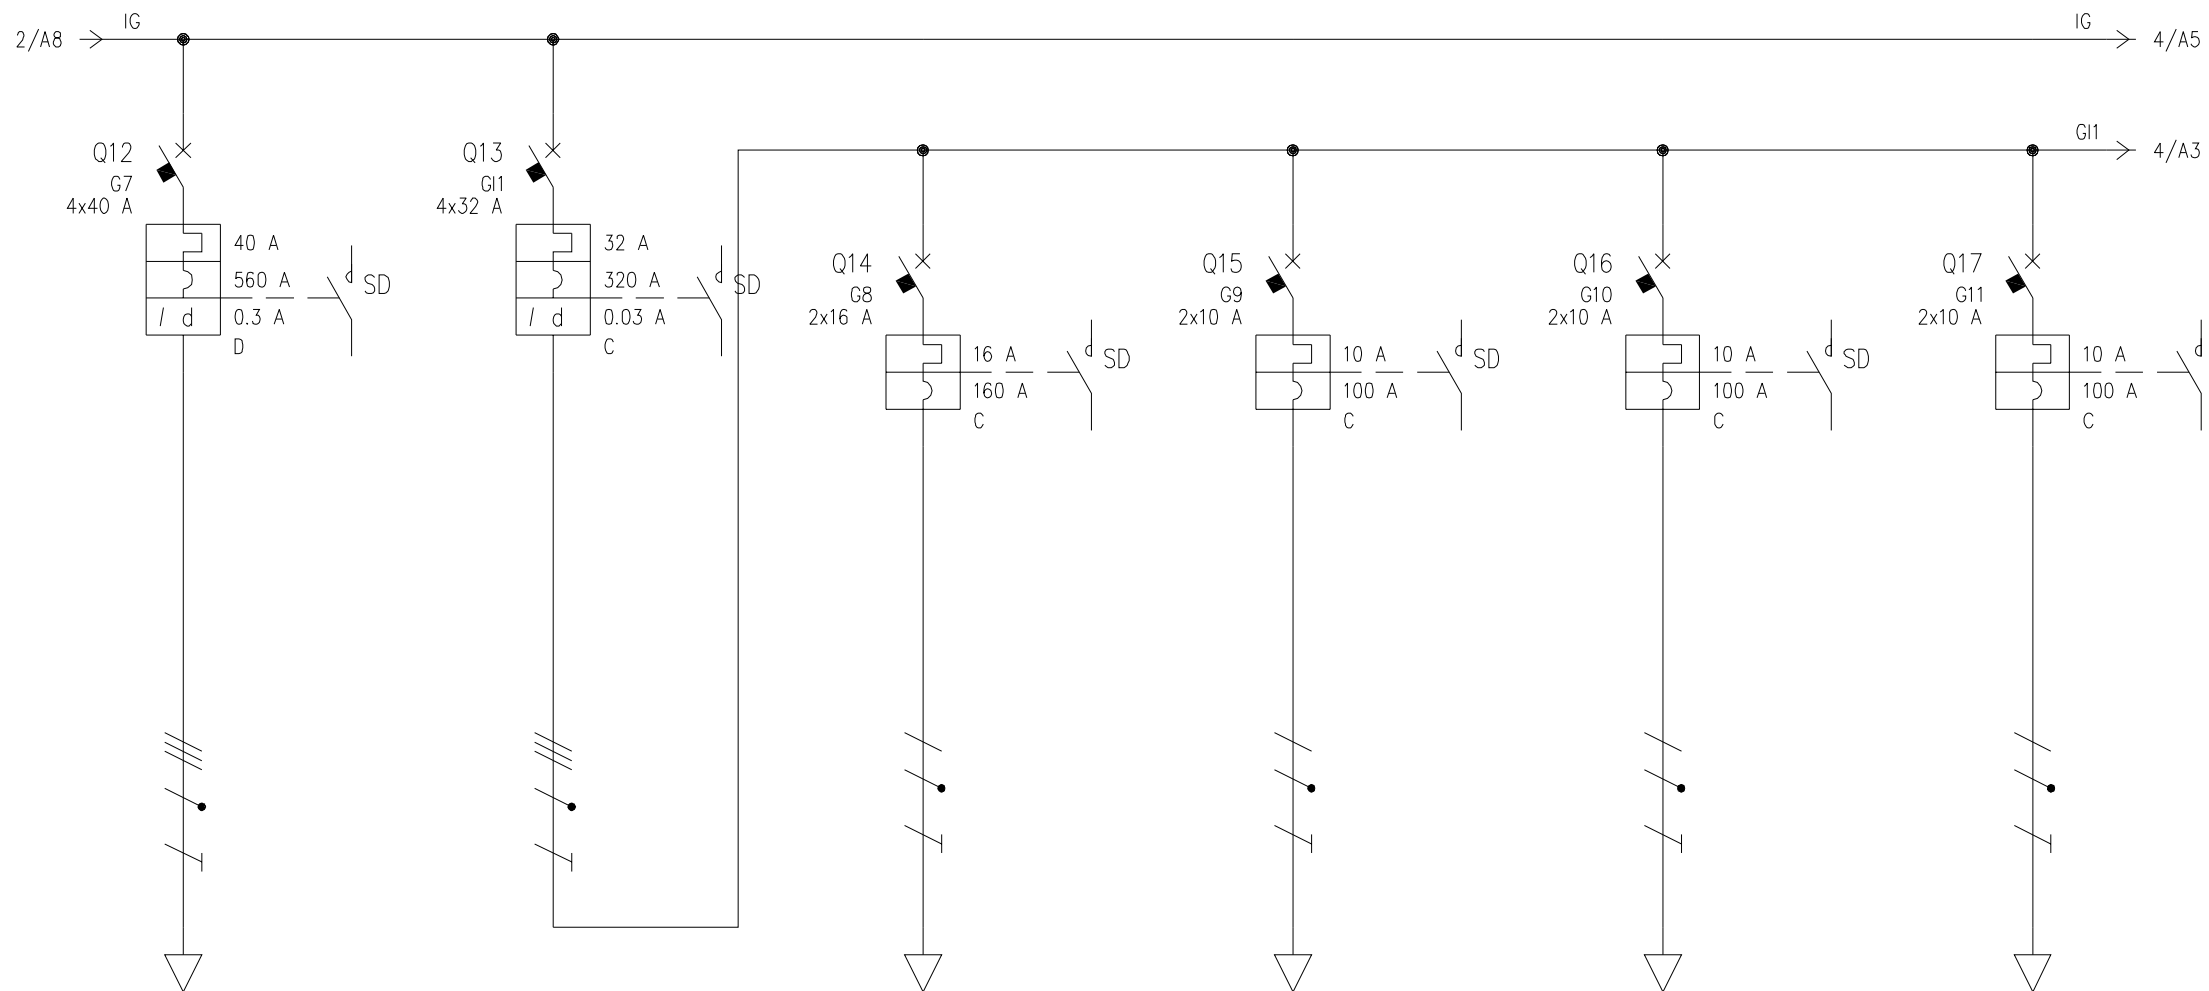 IG
IG
2/A8
4/A5
GI1
4/A3
Q12
G7
4x40 A
40 A
560 A
0.3 A
D
I d
SD
Q13
GI1
4x32 A
32 A
320 A
0.03 A
C
I d
SD
Q14
G8
2x16 A
16 A
160 A
C
SD
Q15
G9
2x10 A
10 A
100 A
C
SD
Q16
G10
2x10 A
10 A
100 A
C
SD
Q17
G11
2x10 A
10 A
100 A
C